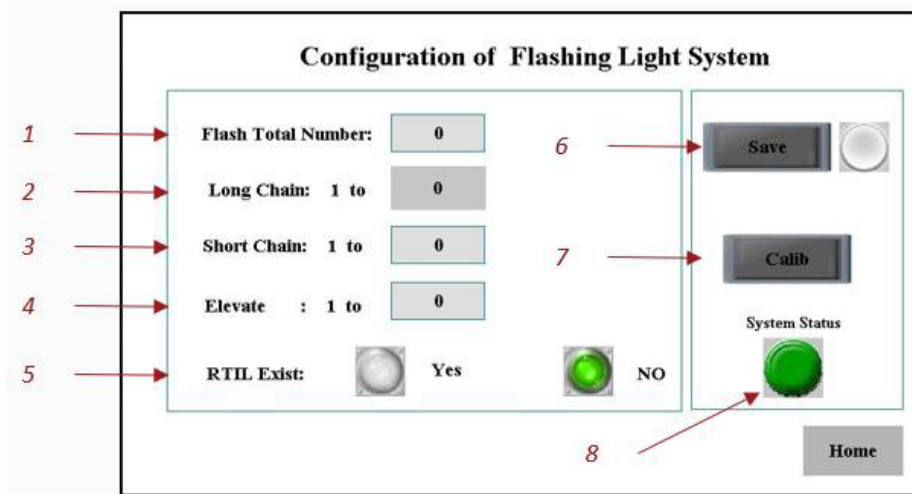 Configuration of Flashing Light System
1 Flash Total Number: 0
2 Long Chain: 1 to 0
3 Short Chain: 1 to 0
4 Elevate : 1 to 0
5 RTIL Exist: Yes NO
6 Save
7 Calib
System Status
8
Home